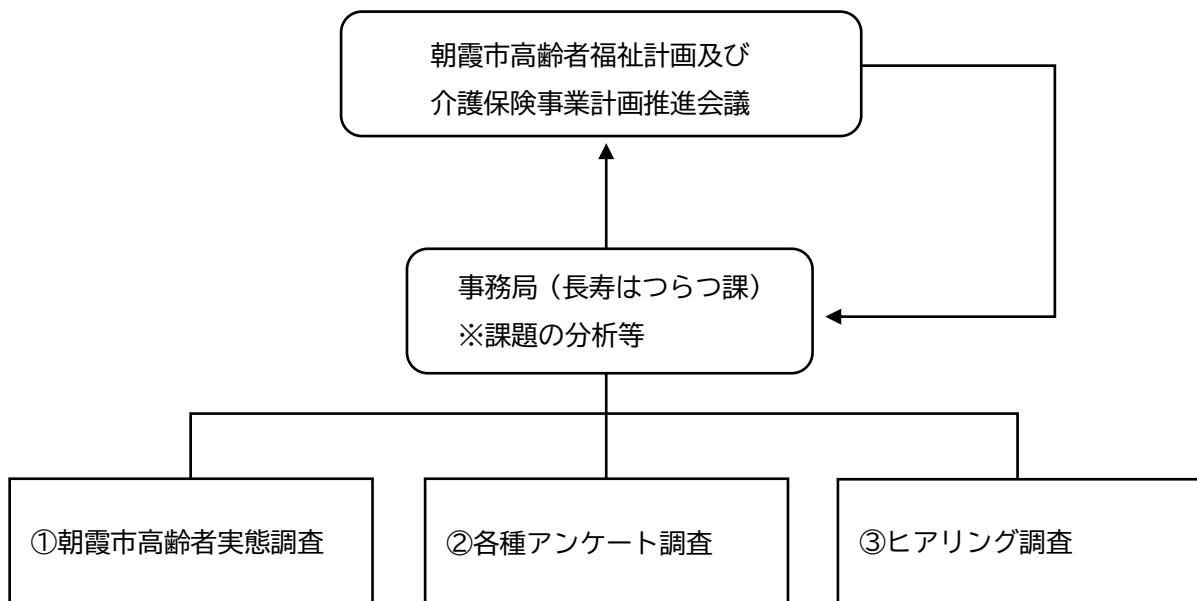 朝霞市高齢者福祉計画及び
介護保険事業計画推進会議
事務局（長寿はつらつ課）
※課題の分析等
①朝霞市高齢者実態調査
②各種アンケート調査
③ヒアリング調査